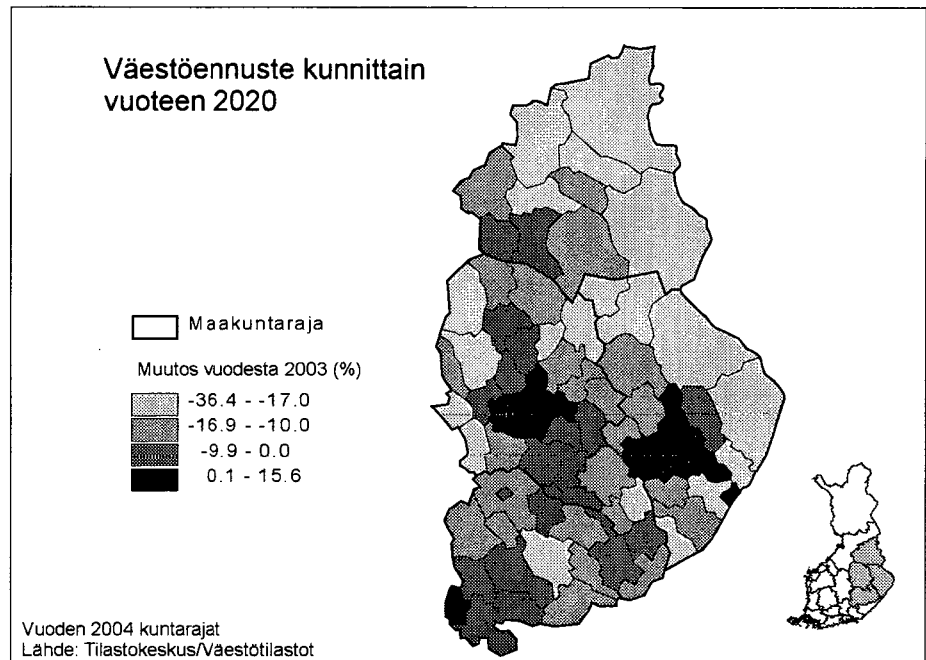 Väestöennuste kunnittain
vuoteen 2020
Maakuntaraja
Muutos vuodesta 2003 (%)
-36.4 - -17.0
-16.9 - -10.0
-9.9 - 0.0
0.1 - 15.6
Vuoden 2004 kuntarajat
Lähde: Tilastokeskus/Väestötilastot